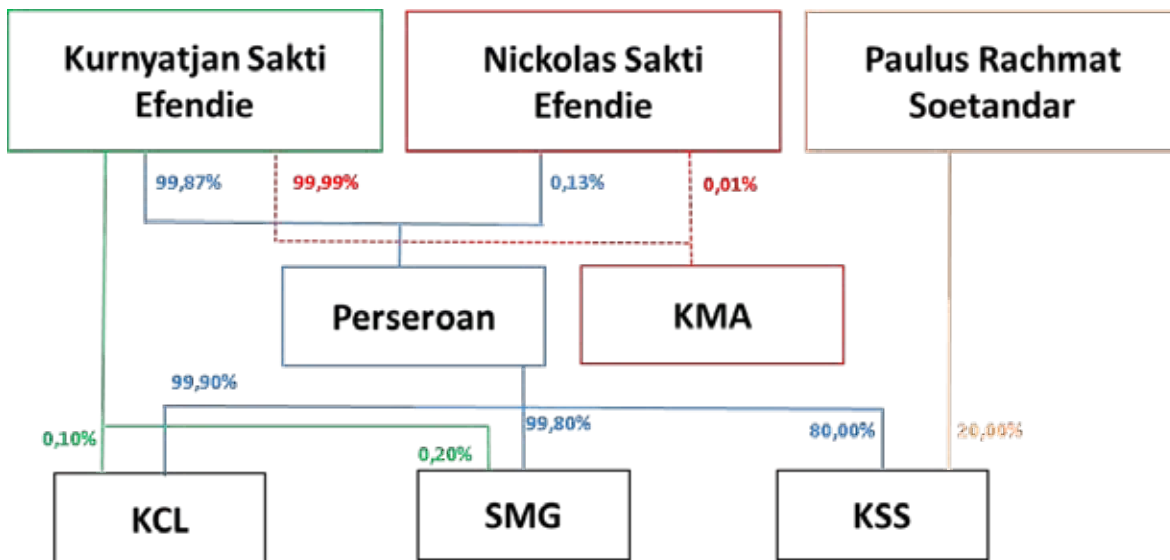 Kurnyatjan Sakti
Efendie
Nickolas Sakti
Efendie
Paulus Rachmat
Soetandar
99,87%
99,99%
0,13%
0,01%
Perseroan
KMA
99,90%
0,10%
0,20%
99,80%
80,00%
20,00%
KCL
SMG
KSS